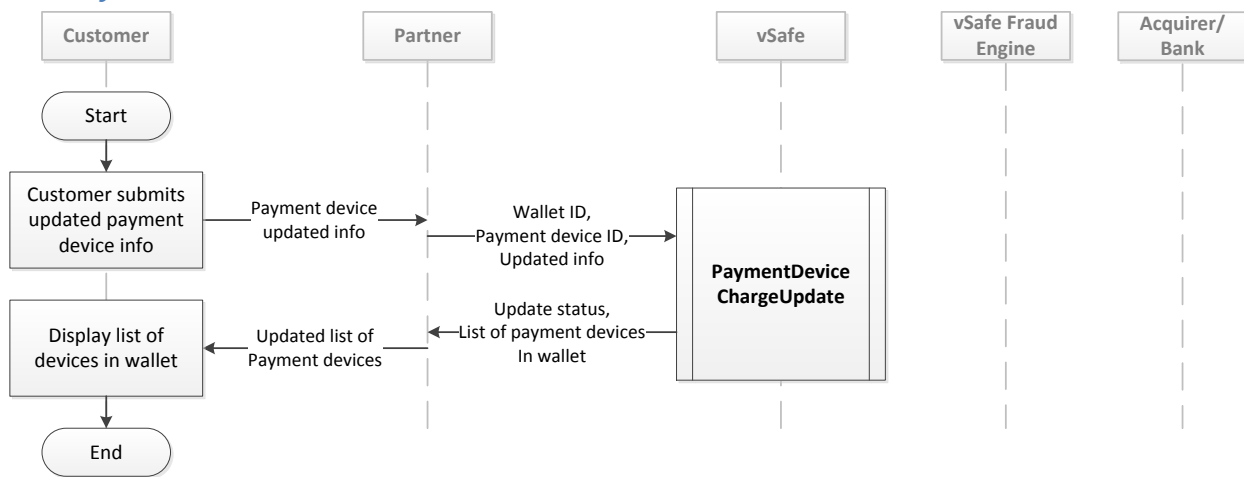 Customer
Partner
vSafe
vSafe Fraud
Engine
Acquirer/
Bank
Start
Customer submits
updated payment
device info
Payment device
updated info
Wallet ID,
Payment device ID,
Updated info
PaymentDevice
ChargeUpdate
Update status,
List of payment devices
In wallet
Updated list of
Payment devices
Display list of
devices in wallet
End